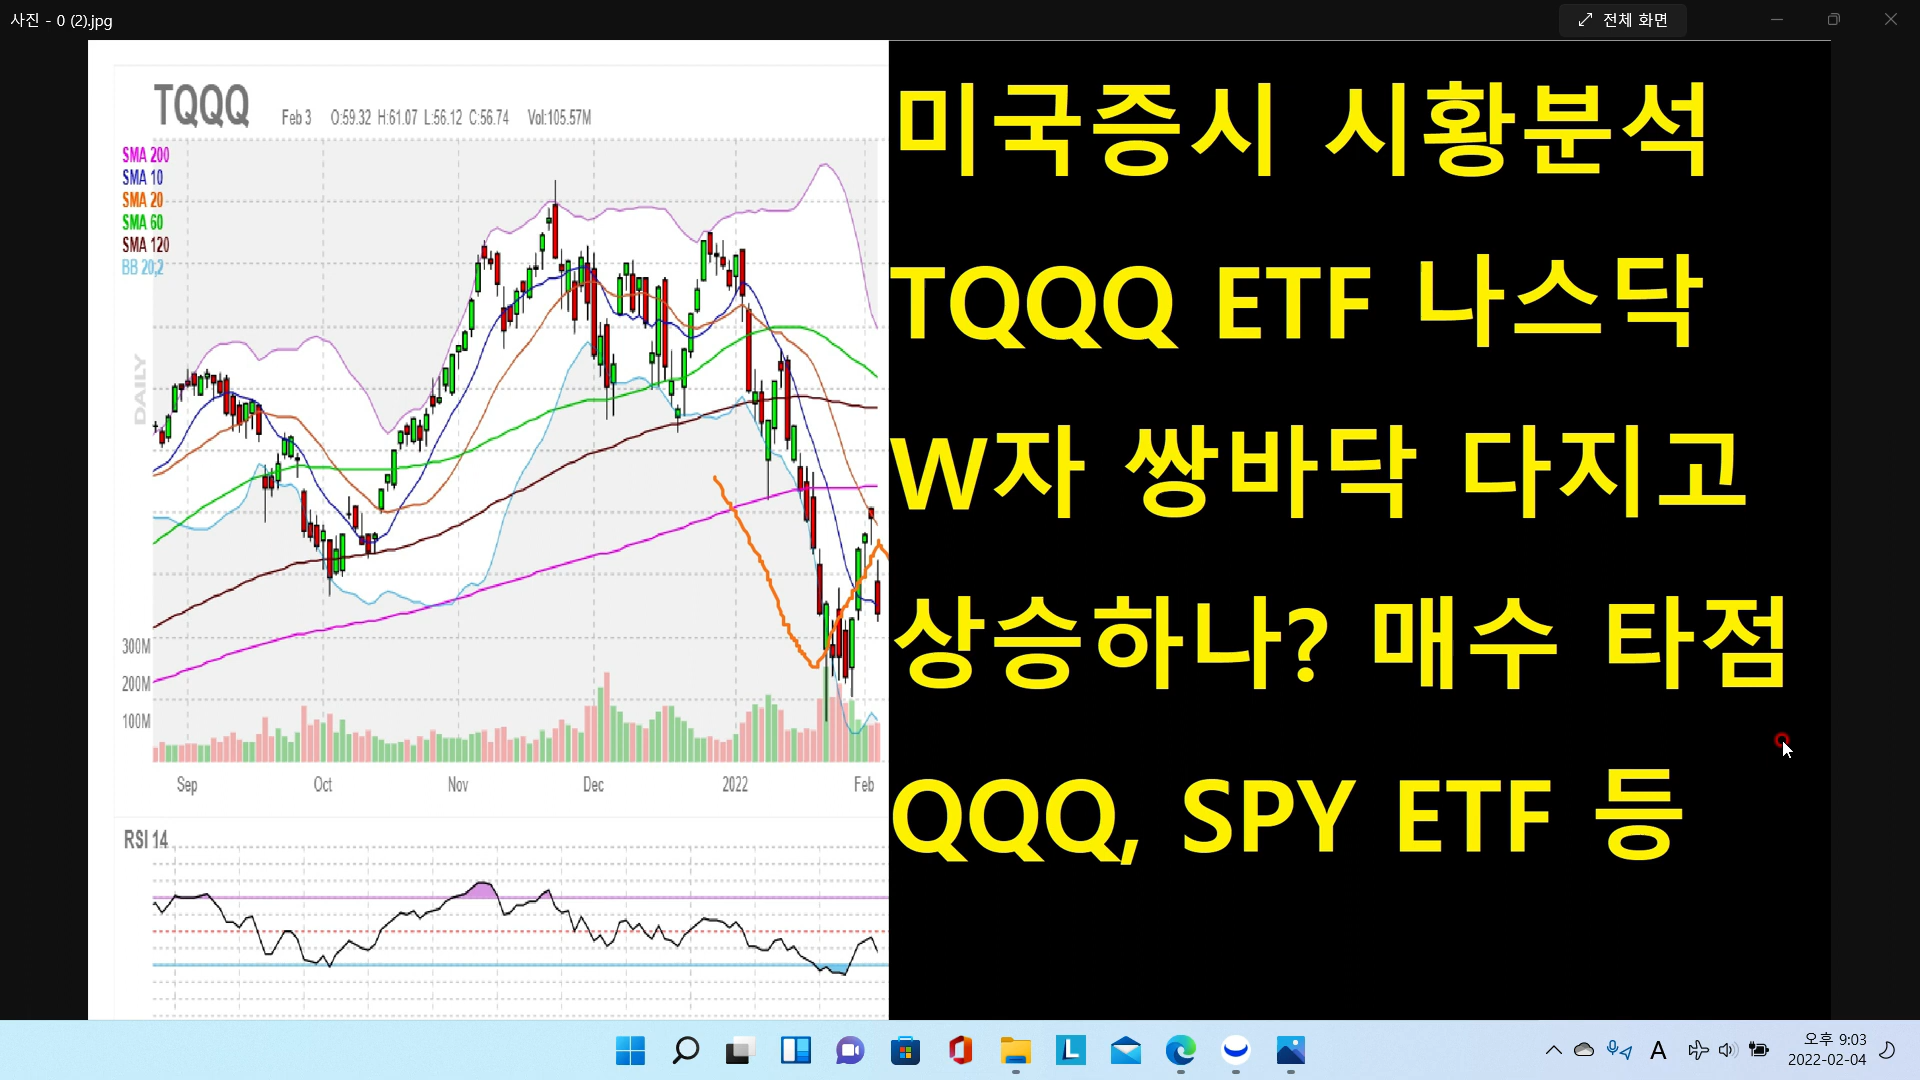 사진 - 0 (2).jpg
전체 화면
TQQQ Feb 3 O:59.32 H:61.07 L:56.12 C:56.74 Vol:105.57M
SMA 200
SMA 10
SMA 20
SMA 60
SMA 120
BB 20,2
DAILY
300M
200M
100M
Sep Oct Nov Dec 2022 Feb
RSI 14
미국증시 시황분석
TQQQ ETF 나스닥
W자 쌍바닥 다지고
상승하나? 매수 타점
QQQ, SPY ETF 등
A
오후 9:03
2022-02-04